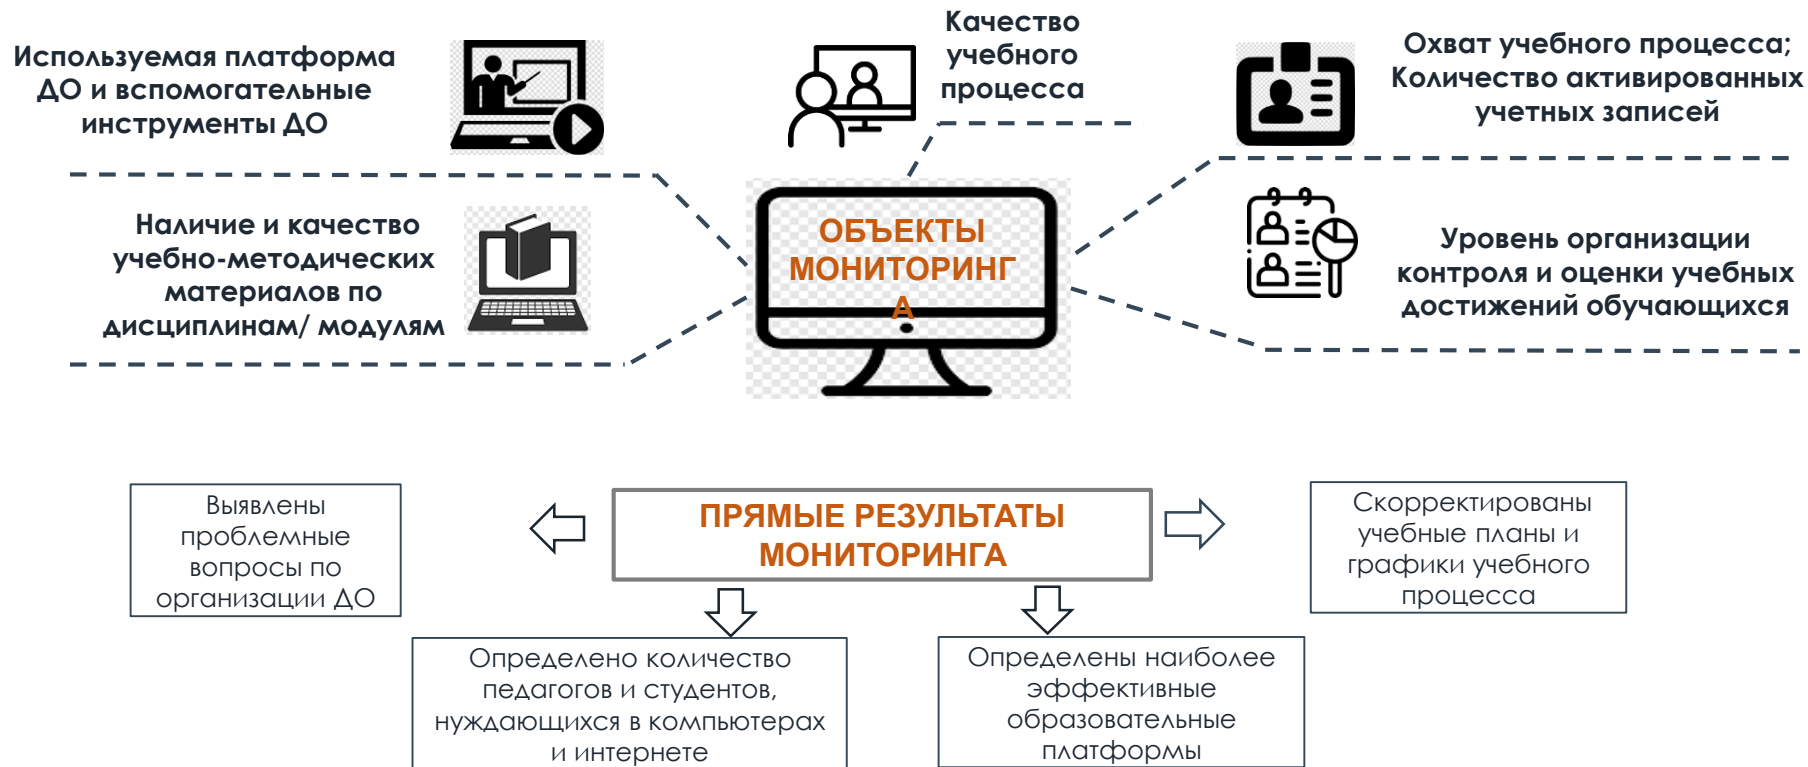 Используемая платформа
ДО и вспомогательные
инструменты ДО
Качество
учебного
процесса
Охват учебного процесса;
Количество активированных
учетных записей
Наличие и качество
учебно-методических
материалов по
дисциплинам/ модулям
ОБЪЕКТЫ
МОНИТОРИНГ
А
Уровень организации
контроля и оценки учебных
достижений обучающихся
Выявлены
проблемные
вопросы по
организации ДО
ПРЯМЫЕ РЕЗУЛЬТАТЫ
МОНИТОРИНГА
Скорректированы
учебные планы и
графики учебного
процесса
Определено количество
педагогов и студентов,
нуждающихся в компьютерах
и интернете
Определены наиболее
эффективные
образовательные
платформы